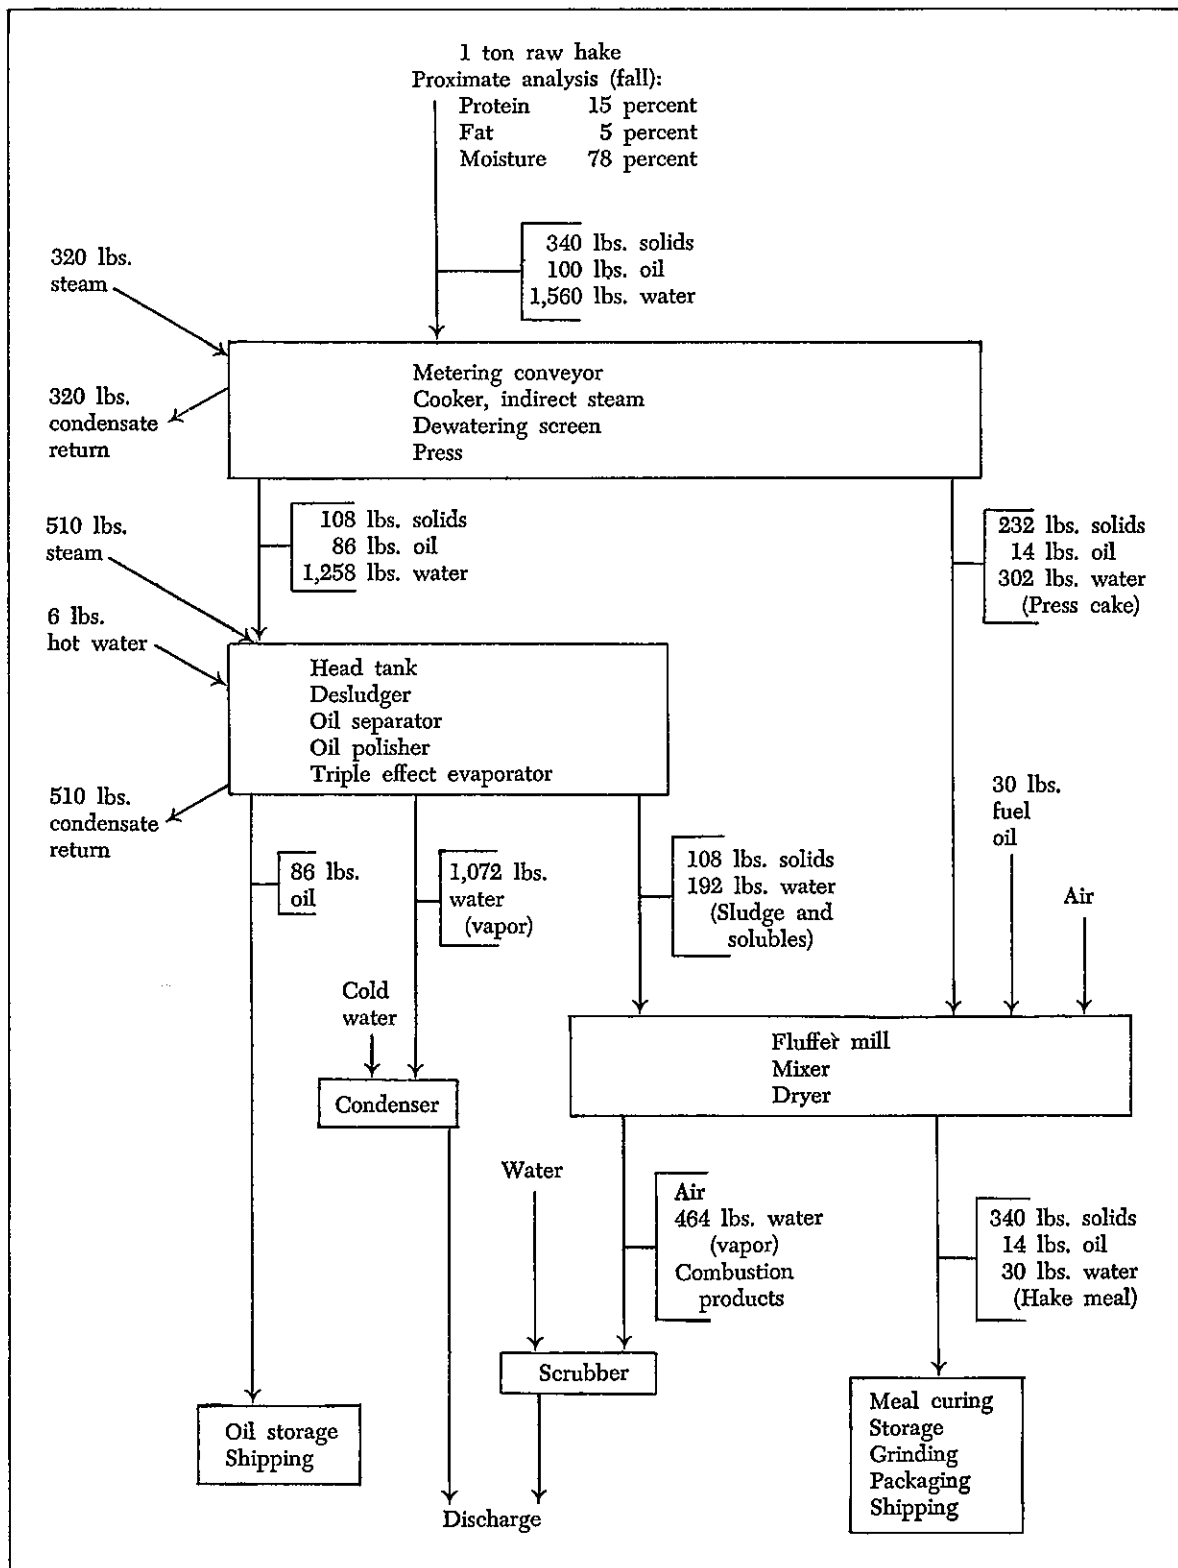 1 ton raw hake
Proximate analysis (fall):
Protein 15 percent
Fat 5 percent
Moisture 78 percent
340 lbs. solids
100 lbs. oil
1,560 lbs. water
320 lbs.
steam
320 lbs.
condensate
return
Metering conveyor
Cooker, indirect steam
Dewatering screen
Press
108 lbs. solids
86 lbs. oil
1,258 lbs. water
232 lbs. solids
14 lbs. oil
302 lbs. water
(Press cake)
510 lbs.
steam
6 lbs.
hot water
Head tank
Desludger
Oil separator
Oil polisher
Triple effect evaporator
510 lbs.
condensate
return
86 lbs.
oil
1,072 lbs.
water
(vapor)
108 lbs. solids
192 lbs. water
(Sludge and
solubles)
30 lbs.
fuel
oil
Air
Cold
water
Condenser
Fluffer mill
Mixer
Dryer
Water
Air
464 lbs. water
(vapor)
Combustion
products
340 lbs. solids
14 lbs. oil
30 lbs. water
(Hake meal)
Scrubber
Oil storage
Shipping
Meal curing
Storage
Grinding
Packaging
Shipping
Discharge